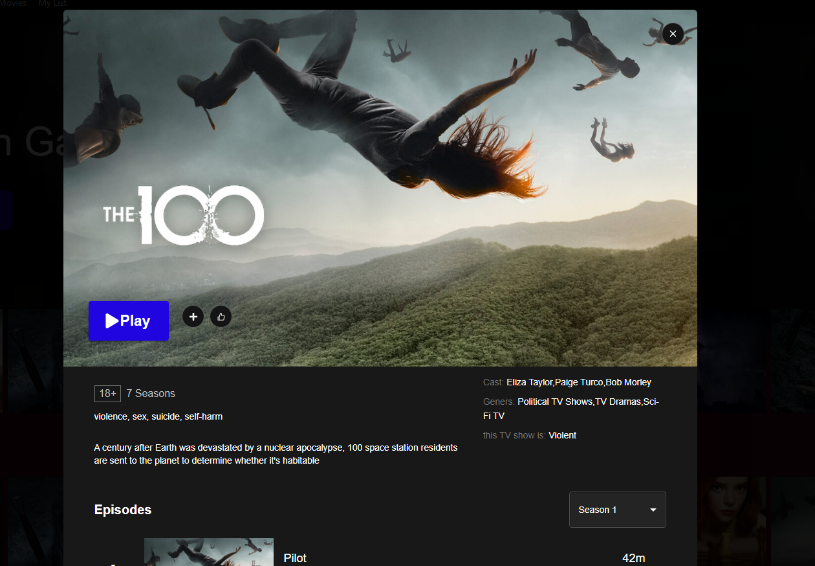 Movies My List
n Ga
THE 100
Play
18+ 7 Seasons
violence, sex, suicide, self-harm
A century after Earth was devastated by a nuclear apocalypse, 100 space station residents
are sent to the planet to determine whether it's habitable
Cast: Eliza Taylor,Paige Turco,Bob Morley
Geners: Political TV Shows,TV Dramas,Sci-
Fi TV
this TV show is: Violent
Episodes
Season 1
Pilot
42m